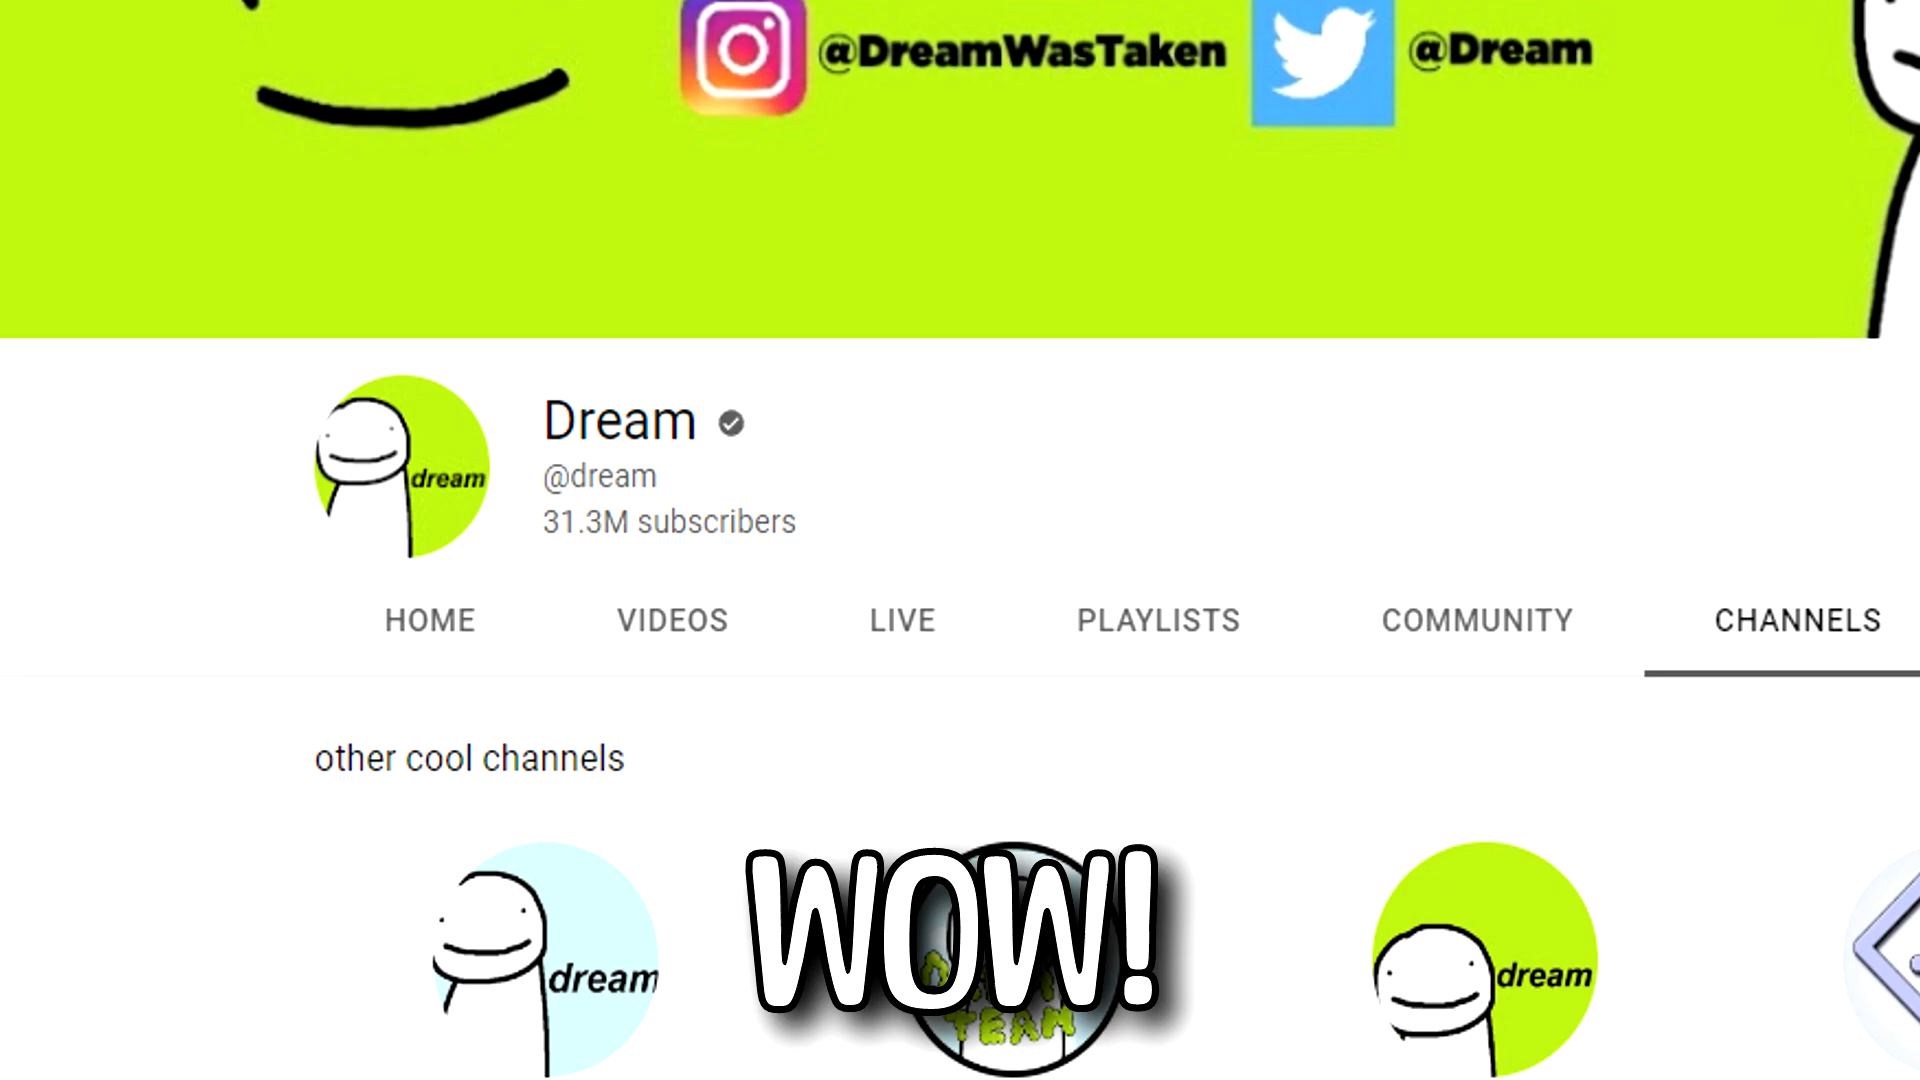 @DreamWasTaken @Dream
dream
Dream
@dream
31.3M subscribers
HOME VIDEOS LIVE PLAYLISTS COMMUNITY CHANNELS
other cool channels
dream
WOW!
TEAM
dream